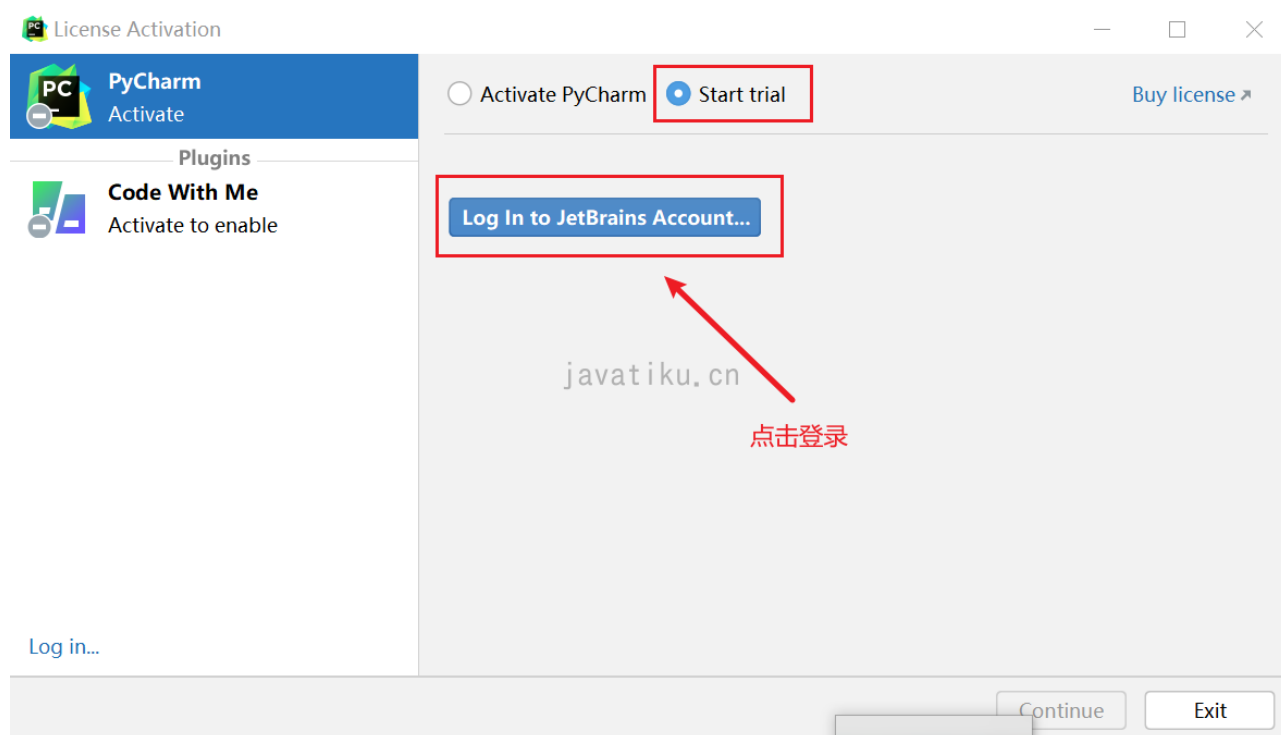 License Activation
PC
PyCharm
Activate
Plugins
Code With Me
Activate to enable
Log in...
Activate PyCharm
Start trial
Buy license
Log In to JetBrains Account...
javatiku.cn
点击登录
Continue
Exit